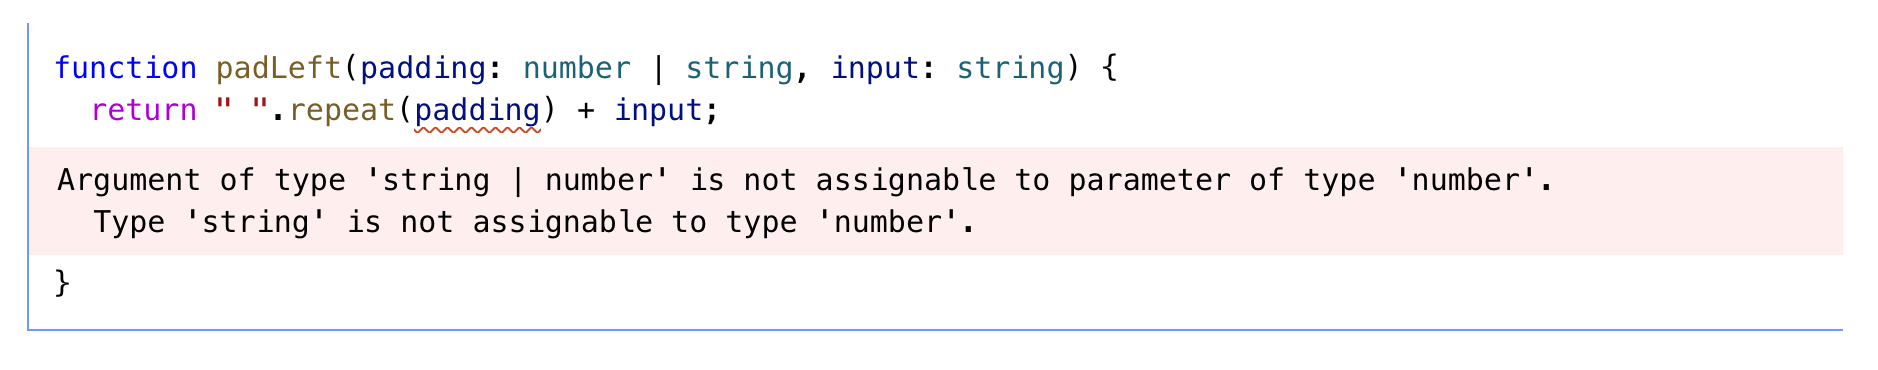 function padLeft(padding: number | string, input: string) {
  return " ".repeat(padding) + input;
Argument of type 'string | number' is not assignable to parameter of type 'number'.
  Type 'string' is not assignable to type 'number'.
}